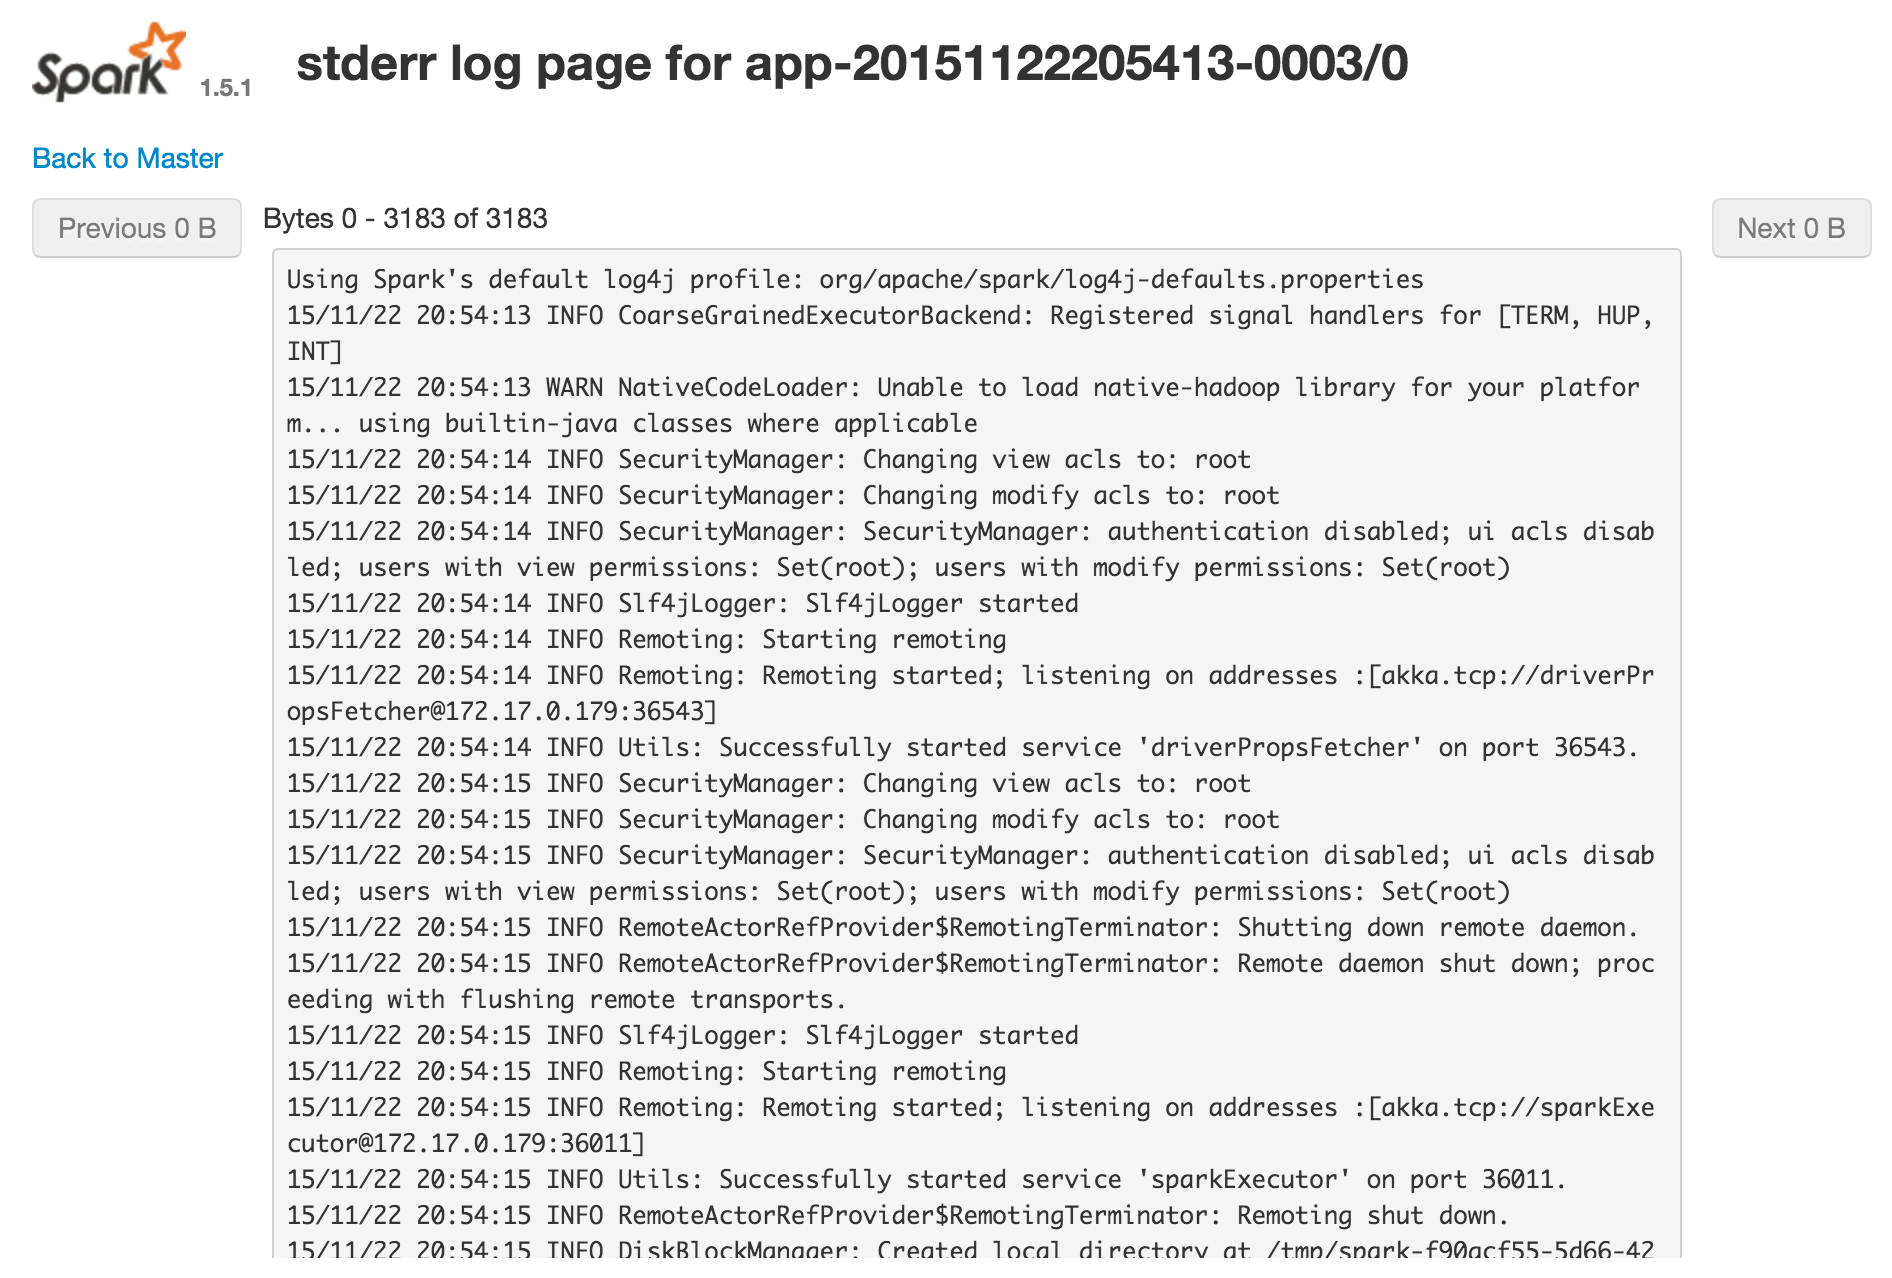 Spark 1.5.1 stderr log page for app-20151122205413-0003/0
Back to Master
Previous 0 B
Bytes 0 - 3183 of 3183
Next 0 B
Using Spark's default log4j profile: org/apache/spark/log4j-defaults.properties
15/11/22 20:54:13 INFO CoarseGrainedExecutorBackend: Registered signal handlers for [TERM, HUP,
INT]
15/11/22 20:54:13 WARN NativeCodeLoader: Unable to load native-hadoop library for your platfor
m... using builtin-java classes where applicable
15/11/22 20:54:14 INFO SecurityManager: Changing view acls to: root
15/11/22 20:54:14 INFO SecurityManager: Changing modify acls to: root
15/11/22 20:54:14 INFO SecurityManager: SecurityManager: authentication disabled; ui acls disab
led; users with view permissions: Set(root); users with modify permissions: Set(root)
15/11/22 20:54:14 INFO Slf4jLogger: Slf4jLogger started
15/11/22 20:54:14 INFO Remoting: Starting remoting
15/11/22 20:54:14 INFO Remoting: Remoting started; listening on addresses :[akka.tcp://driverPr
opsFetcher@172.17.0.179:36543]
15/11/22 20:54:14 INFO Utils: Successfully started service 'driverPropsFetcher' on port 36543.
15/11/22 20:54:15 INFO SecurityManager: Changing view acls to: root
15/11/22 20:54:15 INFO SecurityManager: Changing modify acls to: root
15/11/22 20:54:15 INFO SecurityManager: SecurityManager: authentication disabled; ui acls disab
led; users with view permissions: Set(root); users with modify permissions: Set(root)
15/11/22 20:54:15 INFO RemoteActorRefProvider$RemotingTerminator: Shutting down remote daemon.
15/11/22 20:54:15 INFO RemoteActorRefProvider$RemotingTerminator: Remote daemon shut down; proc
eeding with flushing remote transports.
15/11/22 20:54:15 INFO Slf4jLogger: Slf4jLogger started
15/11/22 20:54:15 INFO Remoting: Starting remoting
15/11/22 20:54:15 INFO Remoting: Remoting started; listening on addresses :[akka.tcp://sparkExe
cutor@172.17.0.179:36011]
15/11/22 20:54:15 INFO Utils: Successfully started service 'sparkExecutor' on port 36011.
15/11/22 20:54:15 INFO RemoteActorRefProvider$RemotingTerminator: Remoting shut down.
15/11/22 20:54:15 INFO DiskBlockManager: Created local directory at /tmp/spark-f90acf55-5d66-42